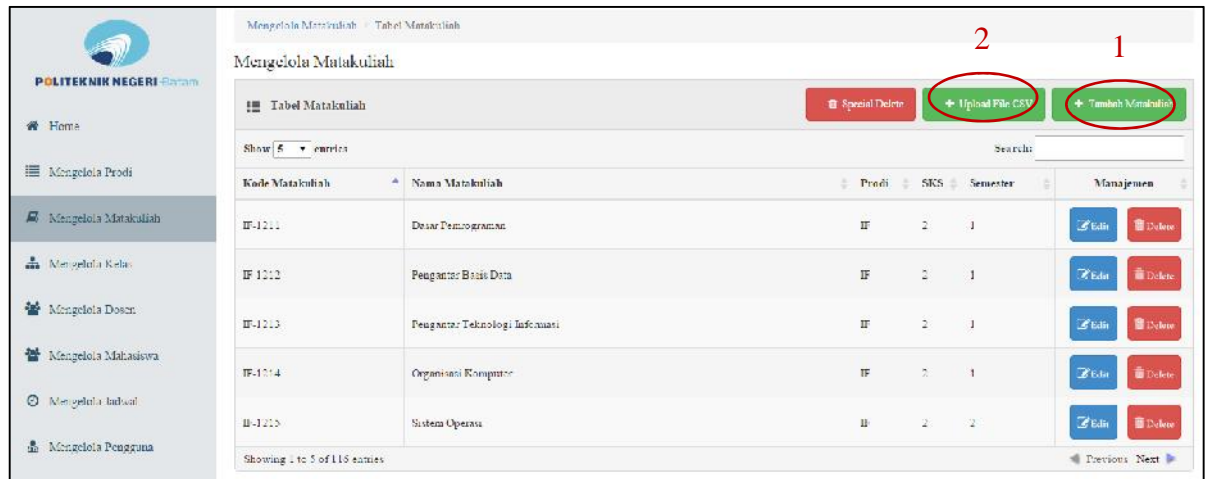 POLITEKNIK NEGERI Batam
Home
Mengelola Prodi
Mengelola Matakuliah
Mengelola Kelas
Mengelola Dosen
Mengelola Mahasiswa
Mengelola Jadwal
Mengelola Pengguna
Mengelola Matakuliah / Tabel Matakuliah
Mengelola Matakuliah
2 1
Tabel Matakuliah Special Delete + Upload File CSV + Tambah Matakuliah
Show 5 entries Search:
Kode Matakuliah Nama Matakuliah Prodi SKS Semester Manajemen
IF-1211 Dasar Pemrograman IF 2 1 Edit Delete
IF-1212 Pengantar Basis Data IF 2 1 Edit Delete
IF-1213 Pengantar Teknologi Informasi IF 2 1 Edit Delete
IF-1214 Organisasi Komputer IF 2 1 Edit Delete
IF-1215 Sistem Operasi IF 2 2 Edit Delete
Showing 1 to 5 of 116 entries Previous Next